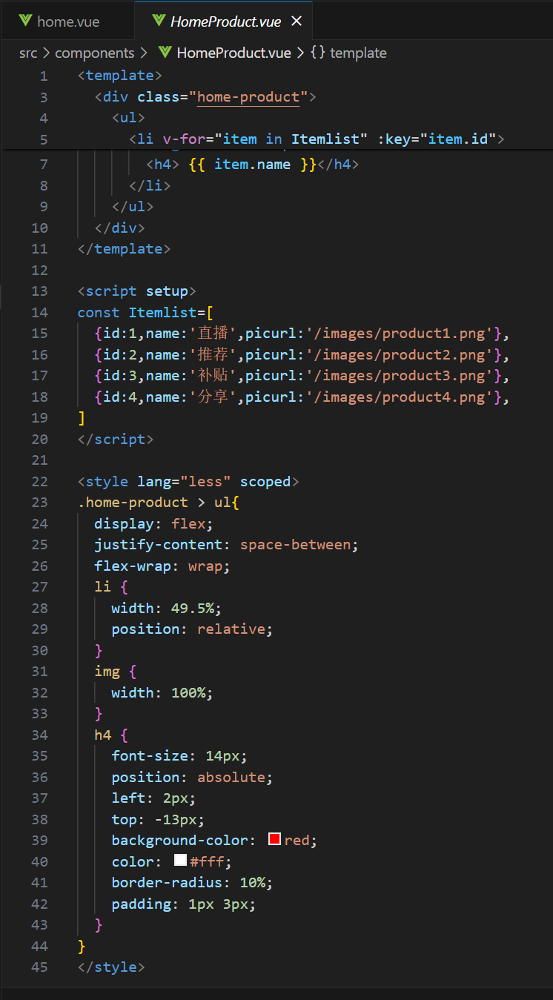 home.vue HomeProduct.vue ×
src > components > HomeProduct.vue > {} template
1 <template>
3 <div class="home-product">
4 <ul>
5 <li v-for="item in Itemlist" :key="item.id">
7 <h4> {{ item.name }}</h4>
8 </li>
9 </ul>
10 </div>
11 </template>
12
13 <script setup>
14 const Itemlist=[
15 {id:1,name:'直播',picurl:'/images/product1.png'},
16 {id:2,name:'推荐',picurl:'/images/product2.png'},
17 {id:3,name:'补贴',picurl:'/images/product3.png'},
18 {id:4,name:'分享',picurl:'/images/product4.png'},
19 ]
20 </script>
21
22 <style lang="less" scoped>
23 .home-product > ul{
24 display: flex;
25 justify-content: space-between;
26 flex-wrap: wrap;
27 li {
28 width: 49.5%;
29 position: relative;
30 }
31 img {
32 width: 100%;
33 }
34 h4 {
35 font-size: 14px;
36 position: absolute;
37 left: 2px;
38 top: -13px;
39 background-color: red;
40 color: #fff;
41 border-radius: 10%;
42 padding: 1px 3px;
43 }
44 }
45 </style>